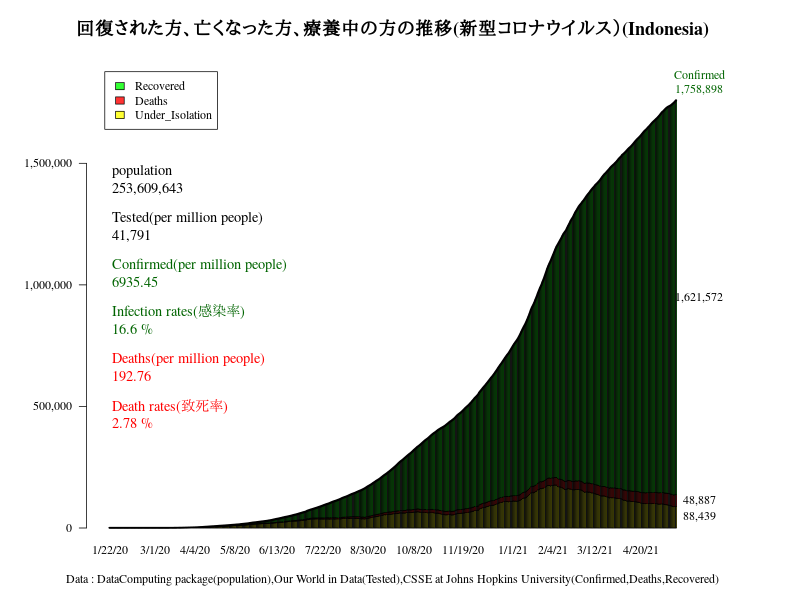 回復された方、亡くなった方、療養中の方の推移(新型コロナウイルス）(Indonesia)
Confirmed
1,758,898
Recovered
Deaths
Under_Isolation
1,500,000
population
253,609,643
Tested(per million people)
41,791
Confirmed(per million people)
6935.45
1,000,000
1,621,572
Infection rates(感染率)
16.6 %
Deaths(per million people)
192.76
500,000
Death rates(致死率)
2.78 %
48,887
88,439
0
1/22/20 3/1/20 4/4/20 5/8/20 6/13/20 7/22/20 8/30/20 10/8/20 11/19/20 1/1/21 2/4/21 3/12/21 4/20/21
Data : DataComputing package(population),Our World in Data(Tested),CSSE at Johns Hopkins University(Confirmed,Deaths,Recovered)